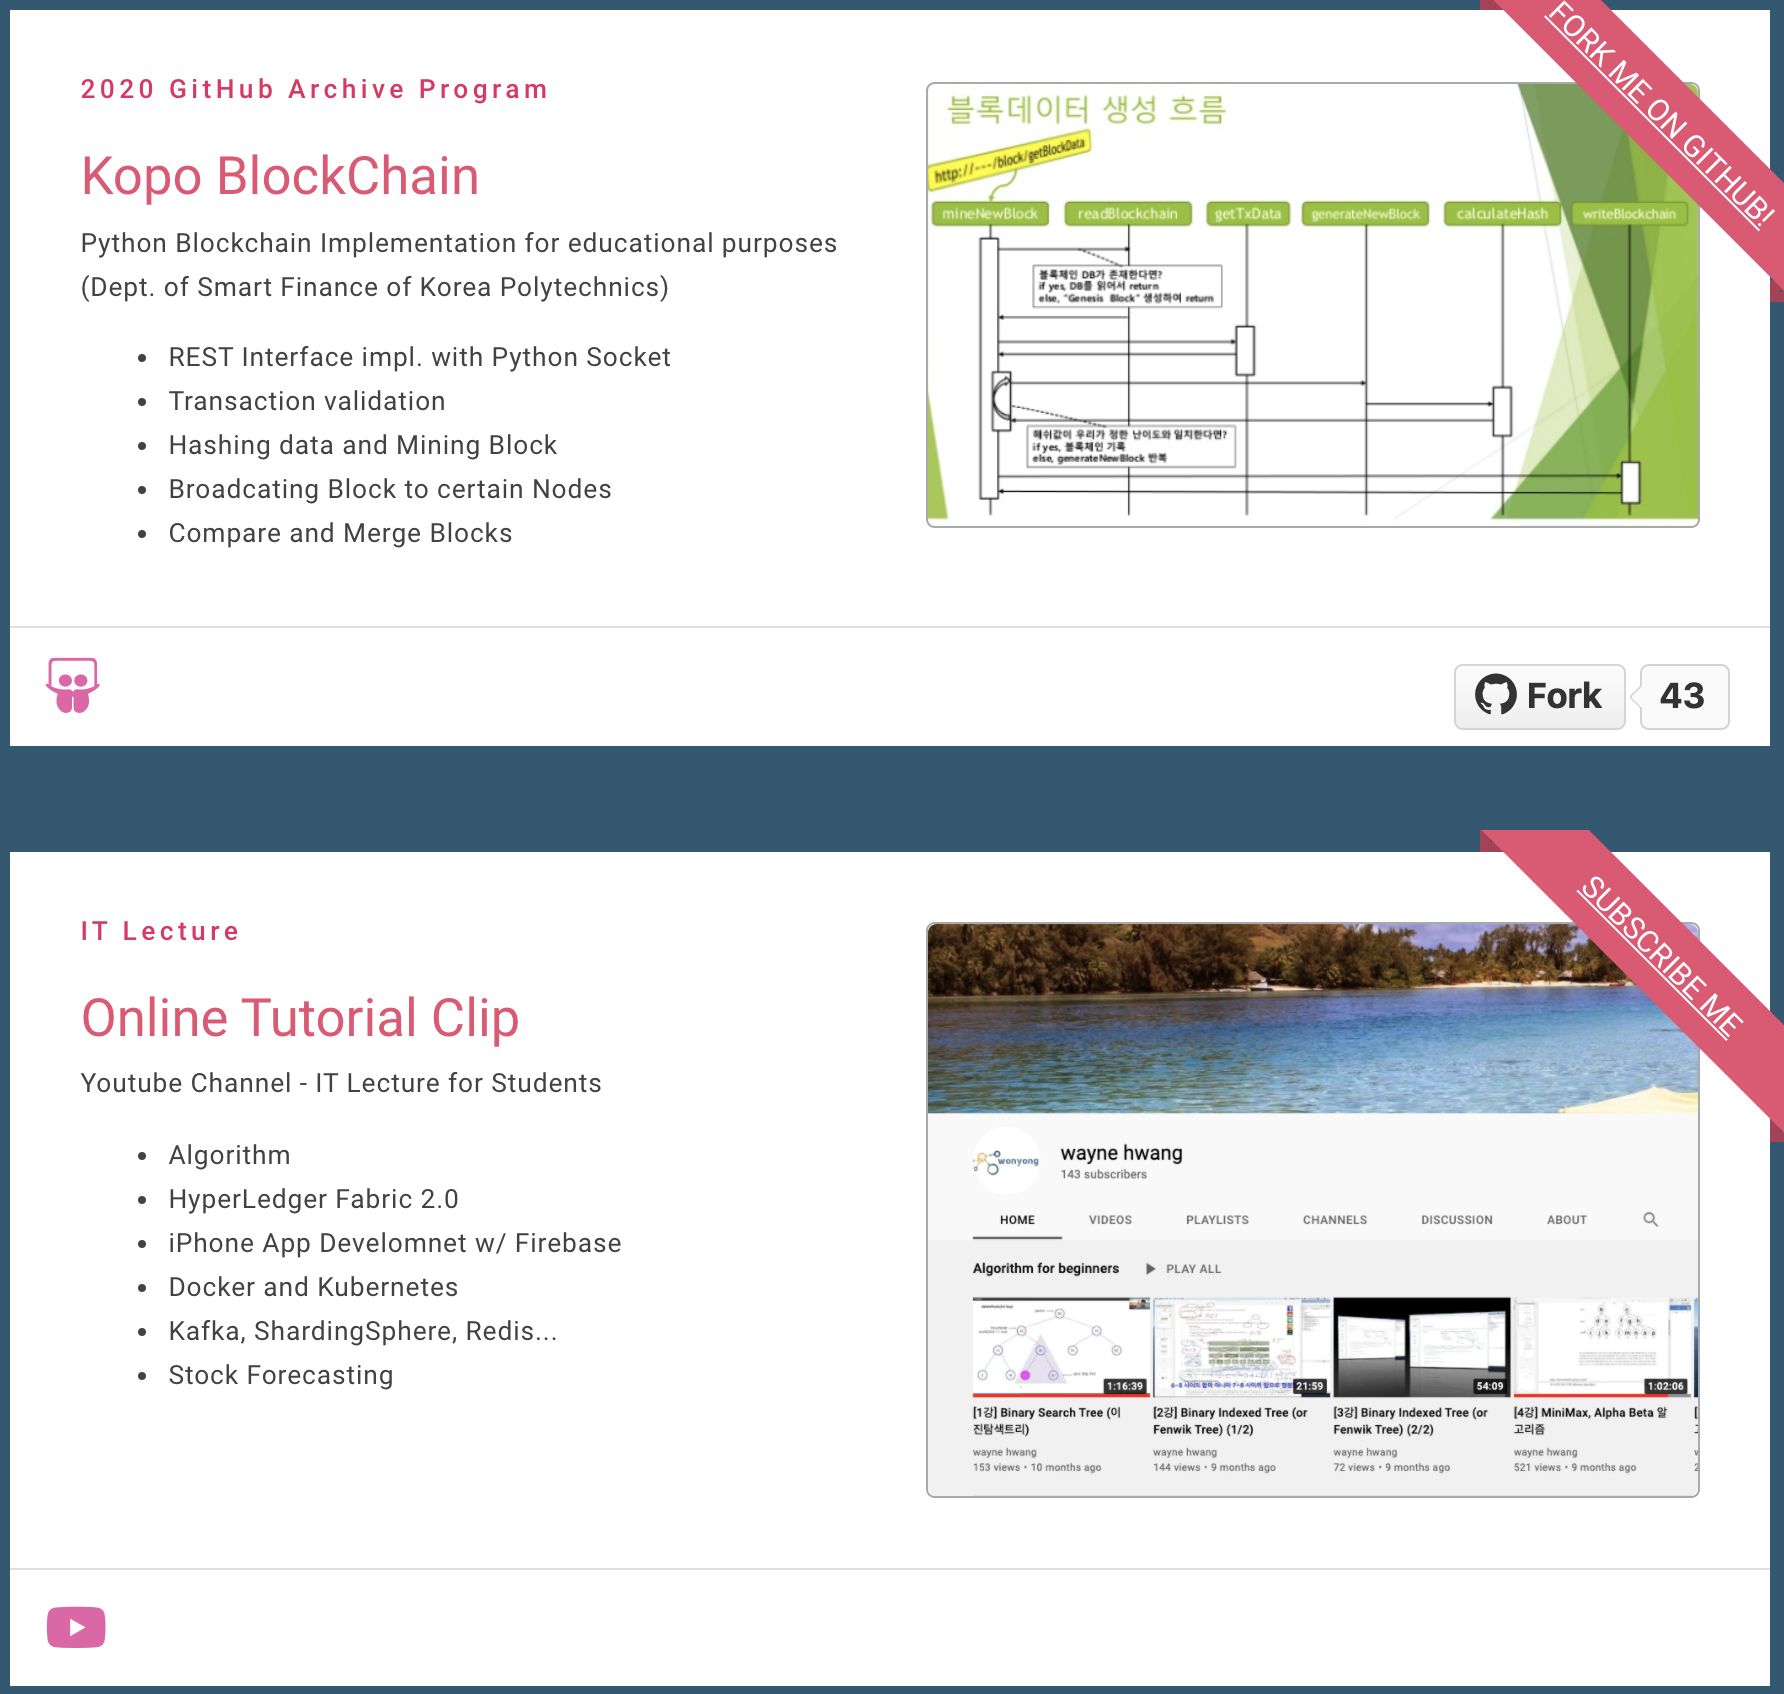 2020 GitHub Archive Program
Kopo BlockChain
Python Blockchain Implementation for educational purposes
(Dept. of Smart Finance of Korea Polytechnics)
REST Interface impl. with Python Socket
Transaction validation
Hashing data and Mining Block
Broadcating Block to certain Nodes
Compare and Merge Blocks
FORK ME ON GITHUB!
블록데이터 생성 흐름
http://---/block/getBlockData
mineNewBlock readBlockchain getTxData generateNewBlock calculateHash writeBlockchain
블록체인 DB가 존재한다면?
if yes, DB를 읽어서 return
else, "Genesis Block" 생성하여 return
해쉬값이 우리가 정한 난이도와 일치한다면?
if yes, 블록체인 기록
else, generateNewBlock 반복
Fork 43
IT Lecture
Online Tutorial Clip
Youtube Channel - IT Lecture for Students
Algorithm
HyperLedger Fabric 2.0
iPhone App Develomnet w/ Firebase
Docker and Kubernetes
Kafka, ShardingSphere, Redis...
Stock Forecasting
SUBSCRIBE ME
wonyong
wayne hwang
143 subscribers
HOME VIDEOS PLAYLISTS CHANNELS DISCUSSION ABOUT
Algorithm for beginners PLAY ALL
1:16:39 21:59 54:09 1:02:06
[1강] Binary Search Tree (이
진탐색트리)
wayne hwang
153 views • 10 months ago
[2강] Binary Indexed Tree (or
Fenwik Tree) (1/2)
wayne hwang
144 views • 9 months ago
[3강] Binary Indexed Tree (or
Fenwik Tree) (2/2)
wayne hwang
72 views • 9 months ago
[4강] MiniMax, Alpha Beta 알
고리즘
wayne hwang
521 views • 9 months ago